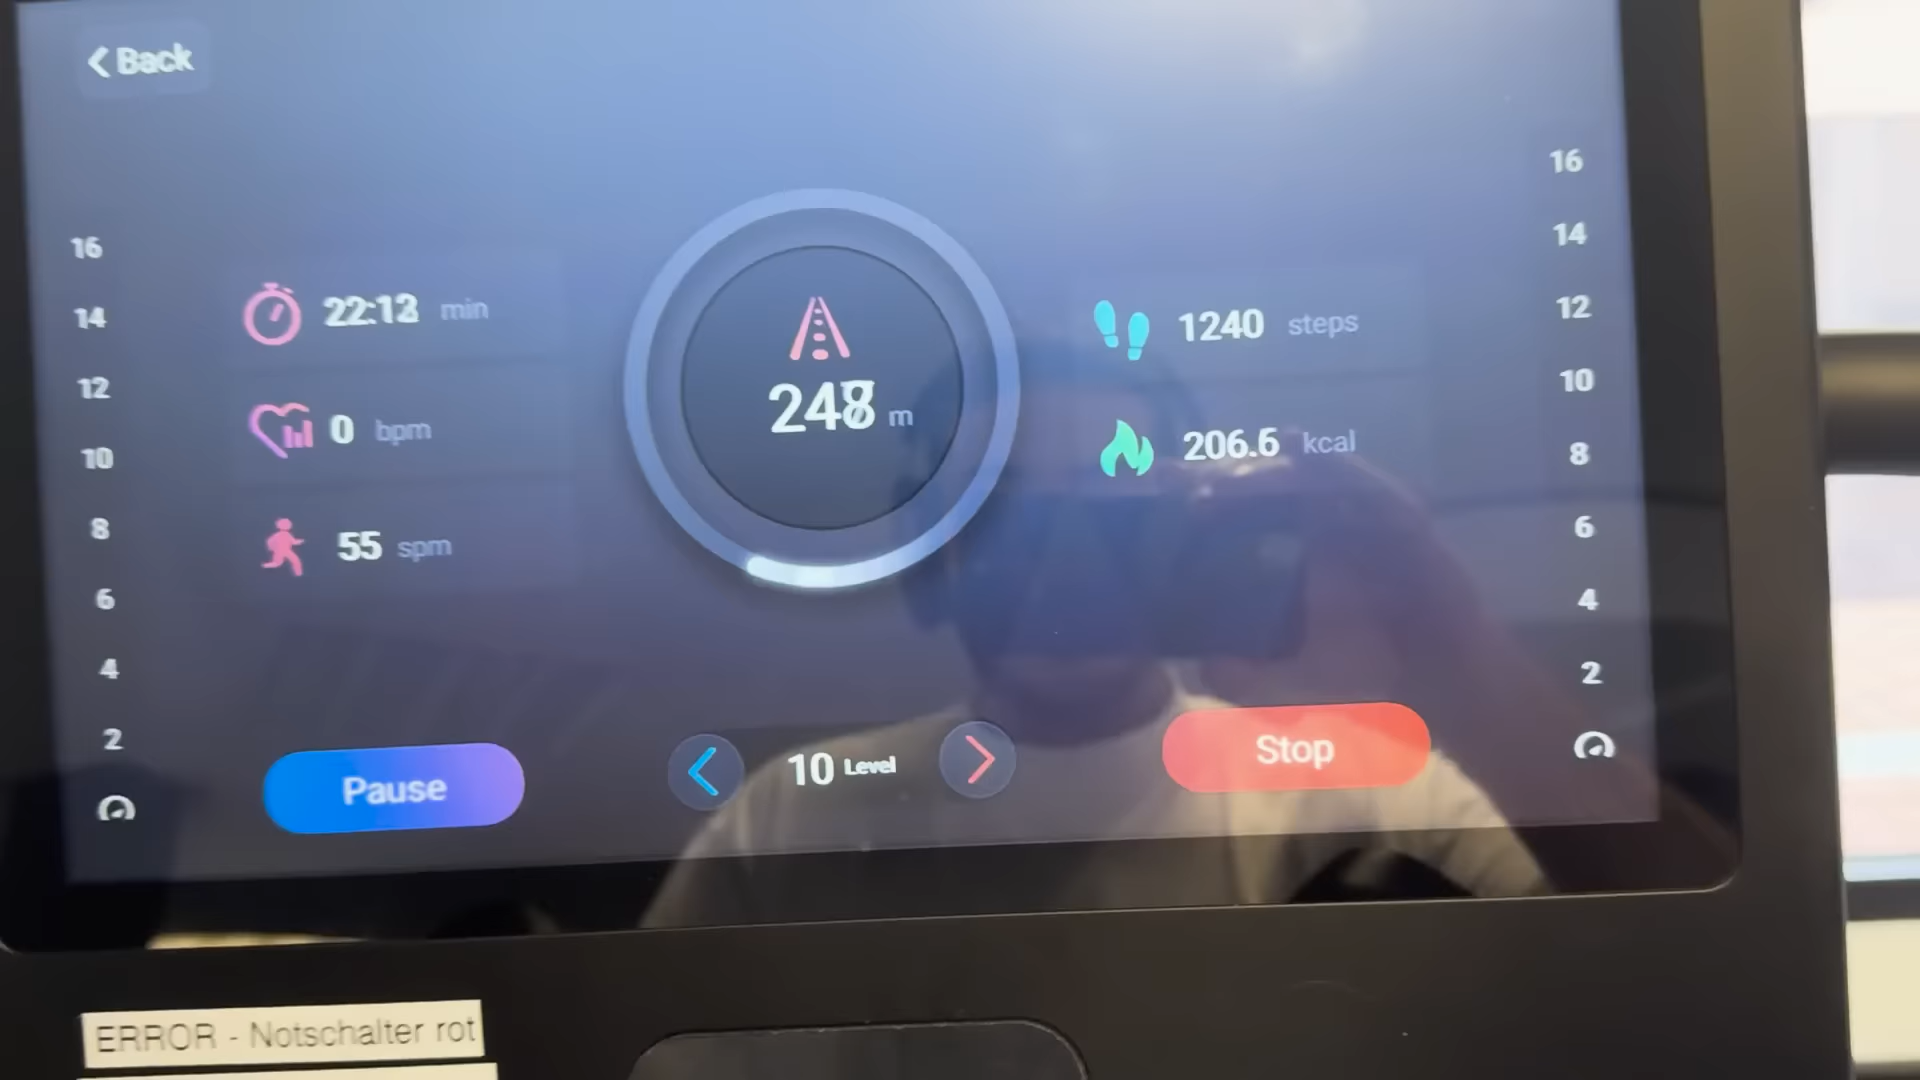 Back
16
14
12
10
8
6
4
2
22:13 min
0 bpm
55 spm
m
1240 steps
206.6 kcal
16
14
12
10
8
6
4
2
Pause
10 Level
Stop
ERROR - Notschalter rot